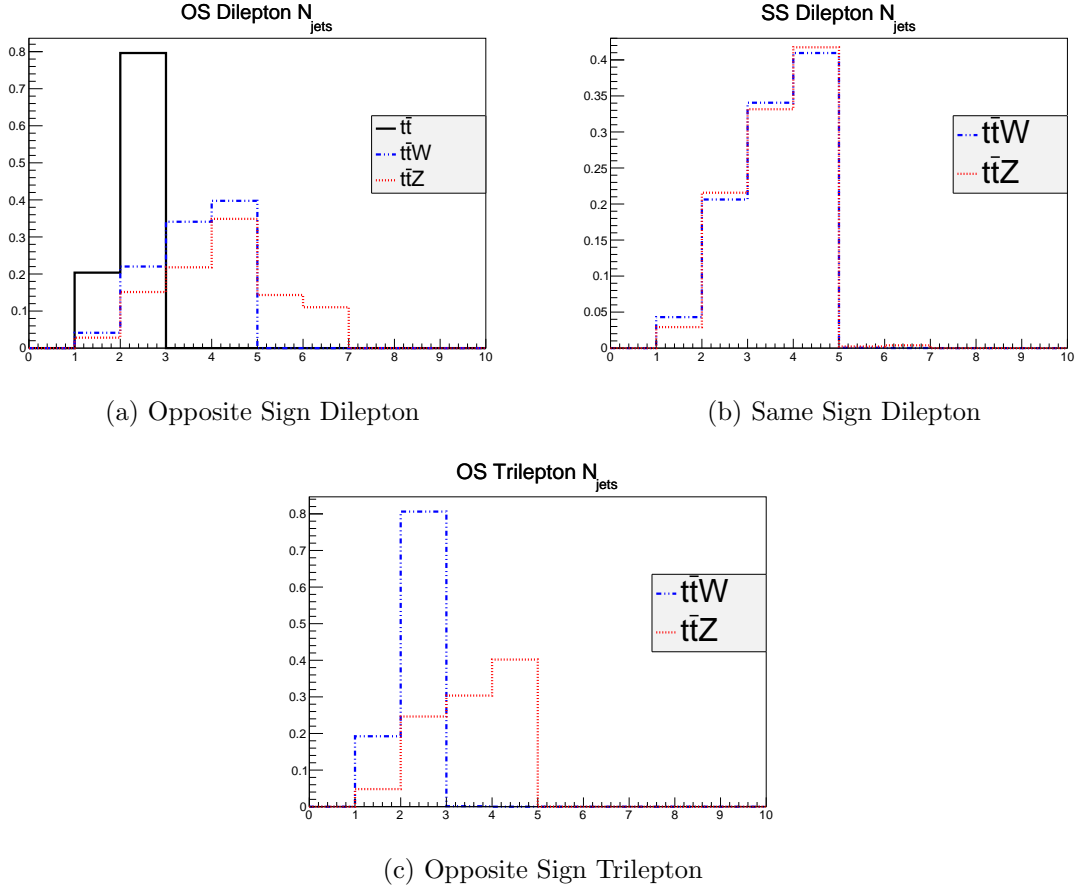 OS Dilepton N_jets
0.8
0.7
0.6
0.5
0.4
0.3
0.2
0.1
0
0 1 2 3 4 5 6 7 8 9 10
tt̄
tt̄W
tt̄Z
(a) Opposite Sign Dilepton
SS Dilepton N_jets
0.4
0.35
0.3
0.25
0.2
0.15
0.1
0.05
0
0 1 2 3 4 5 6 7 8 9 10
tt̄W
tt̄Z
(b) Same Sign Dilepton
OS Trilepton N_jets
0.8
0.7
0.6
0.5
0.4
0.3
0.2
0.1
0
0 1 2 3 4 5 6 7 8 9 10
tt̄W
tt̄Z
(c) Opposite Sign Trilepton